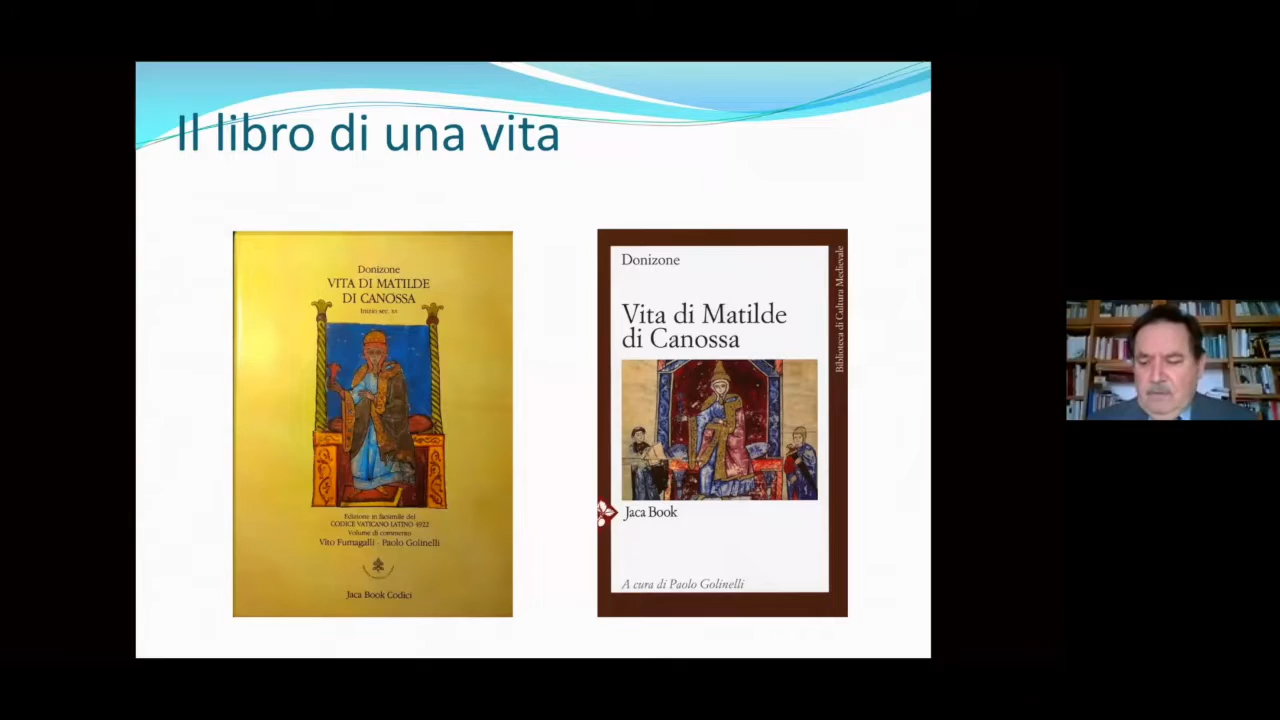 Il libro di una vita
Donizone
VITA DI MATILDE
DI CANOSSA
Inizio sec. XII
Edizione in facsimile del
CODICE VATICANO LATINO 4922
Volume di commento
Vito Fumagalli - Paolo Golinelli
Jaca Book Codici
Donizone
Vita di Matilde
di Canossa
Biblioteca di Cultura Medievale
Jaca Book
A cura di Paolo Golinelli